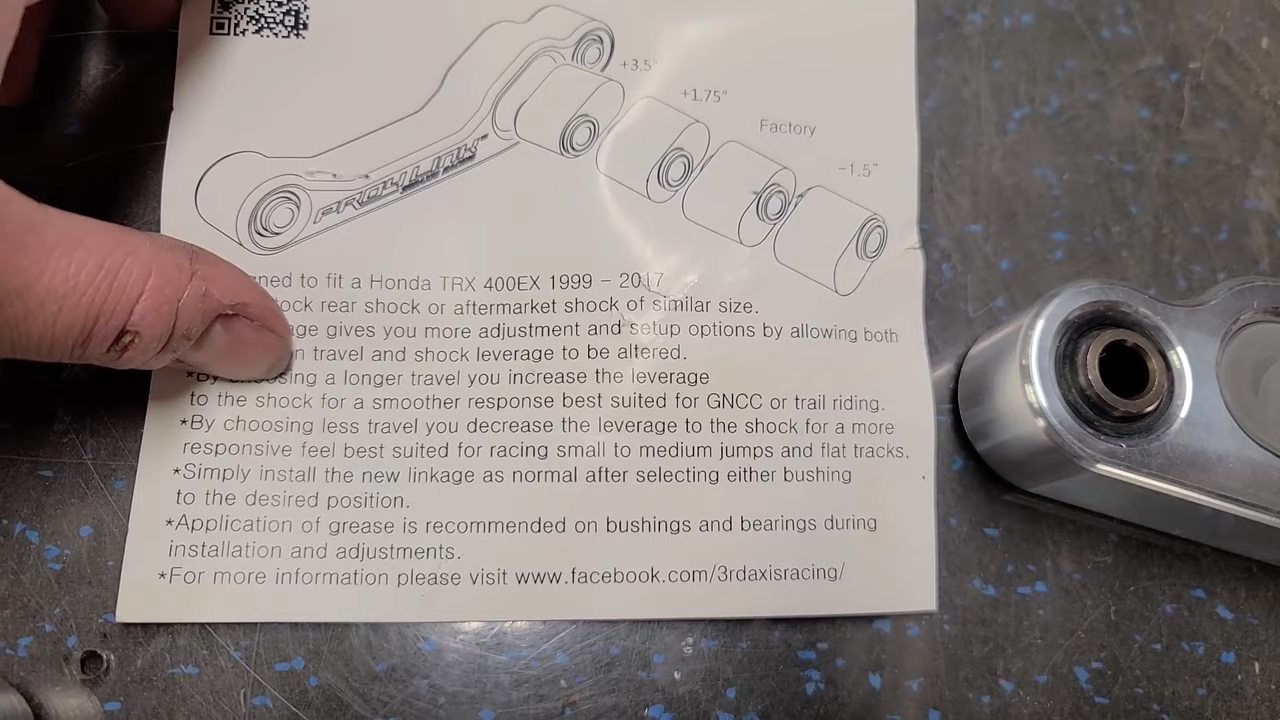 +3.5"
+1.75"
Factory
-1.5"
PRO4LINK
ned to fit a Honda TRX 400EX 1999 - 2017
ock rear shock or aftermarket shock of similar size.
age gives you more adjustment and setup options by allowing both
n travel and shock leverage to be altered.
*By choosing a longer travel you increase the leverage
to the shock for a smoother response best suited for GNCC or trail riding.
*By choosing less travel you decrease the leverage to the shock for a more
responsive feel best suited for racing small to medium jumps and flat tracks.
*Simply install the new linkage as normal after selecting either bushing
to the desired position.
*Application of grease is recommended on bushings and bearings during
installation and adjustments.
*For more information please visit www.facebook.com/3rdaxisracing/